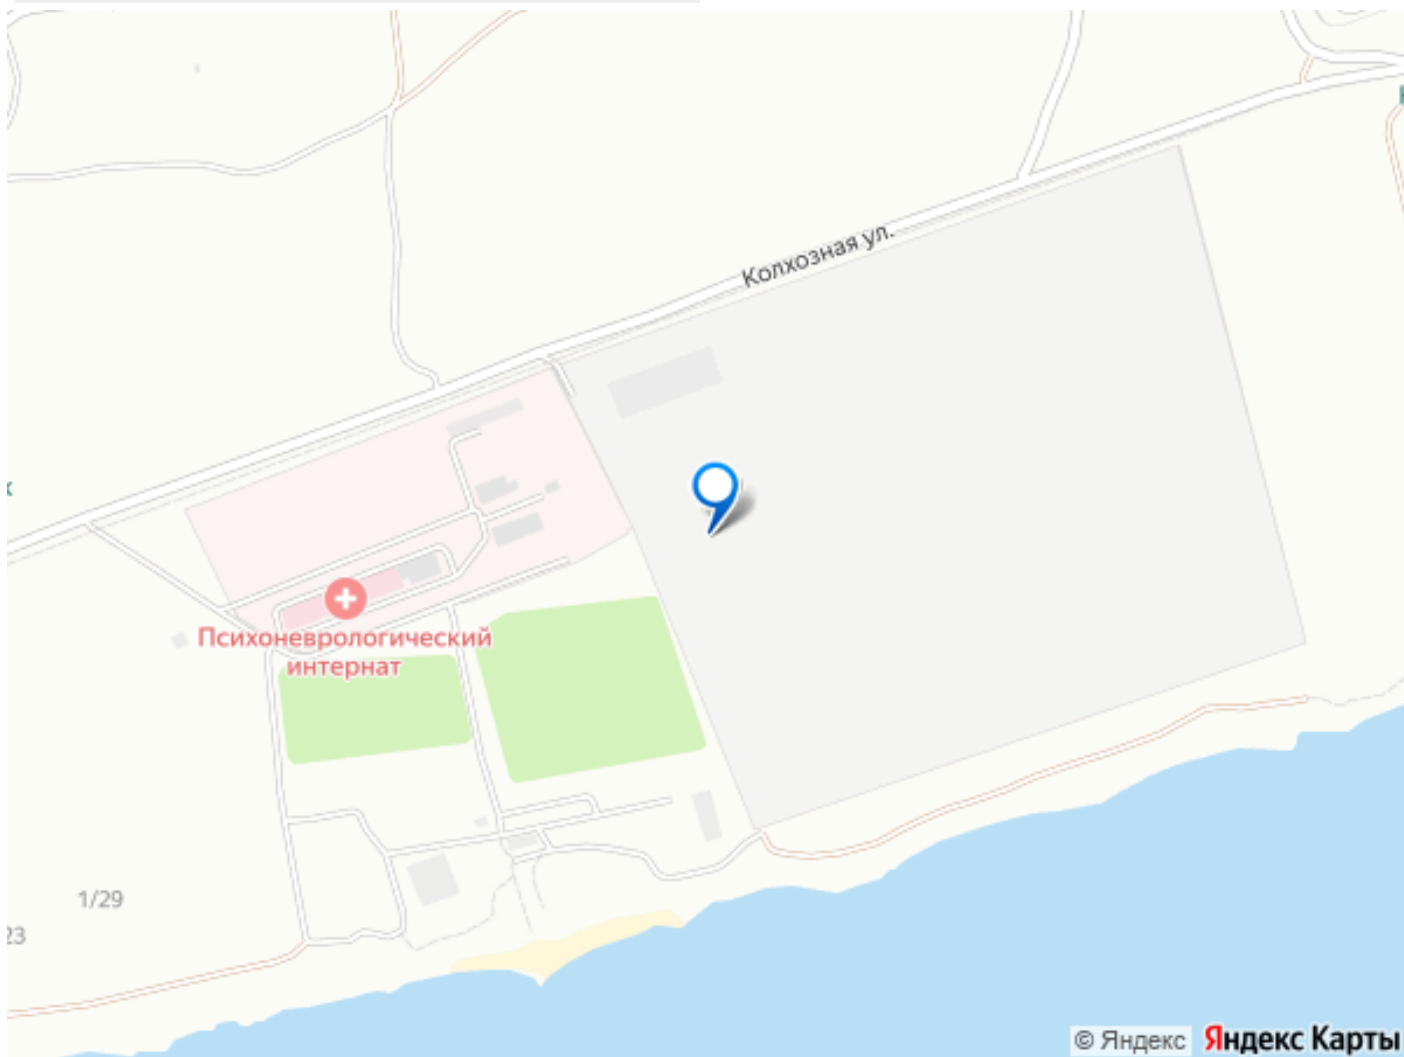 Колхозная ул.
Психоневрологический
интернат
1/29
23
© Яндекс Яндекс Карты